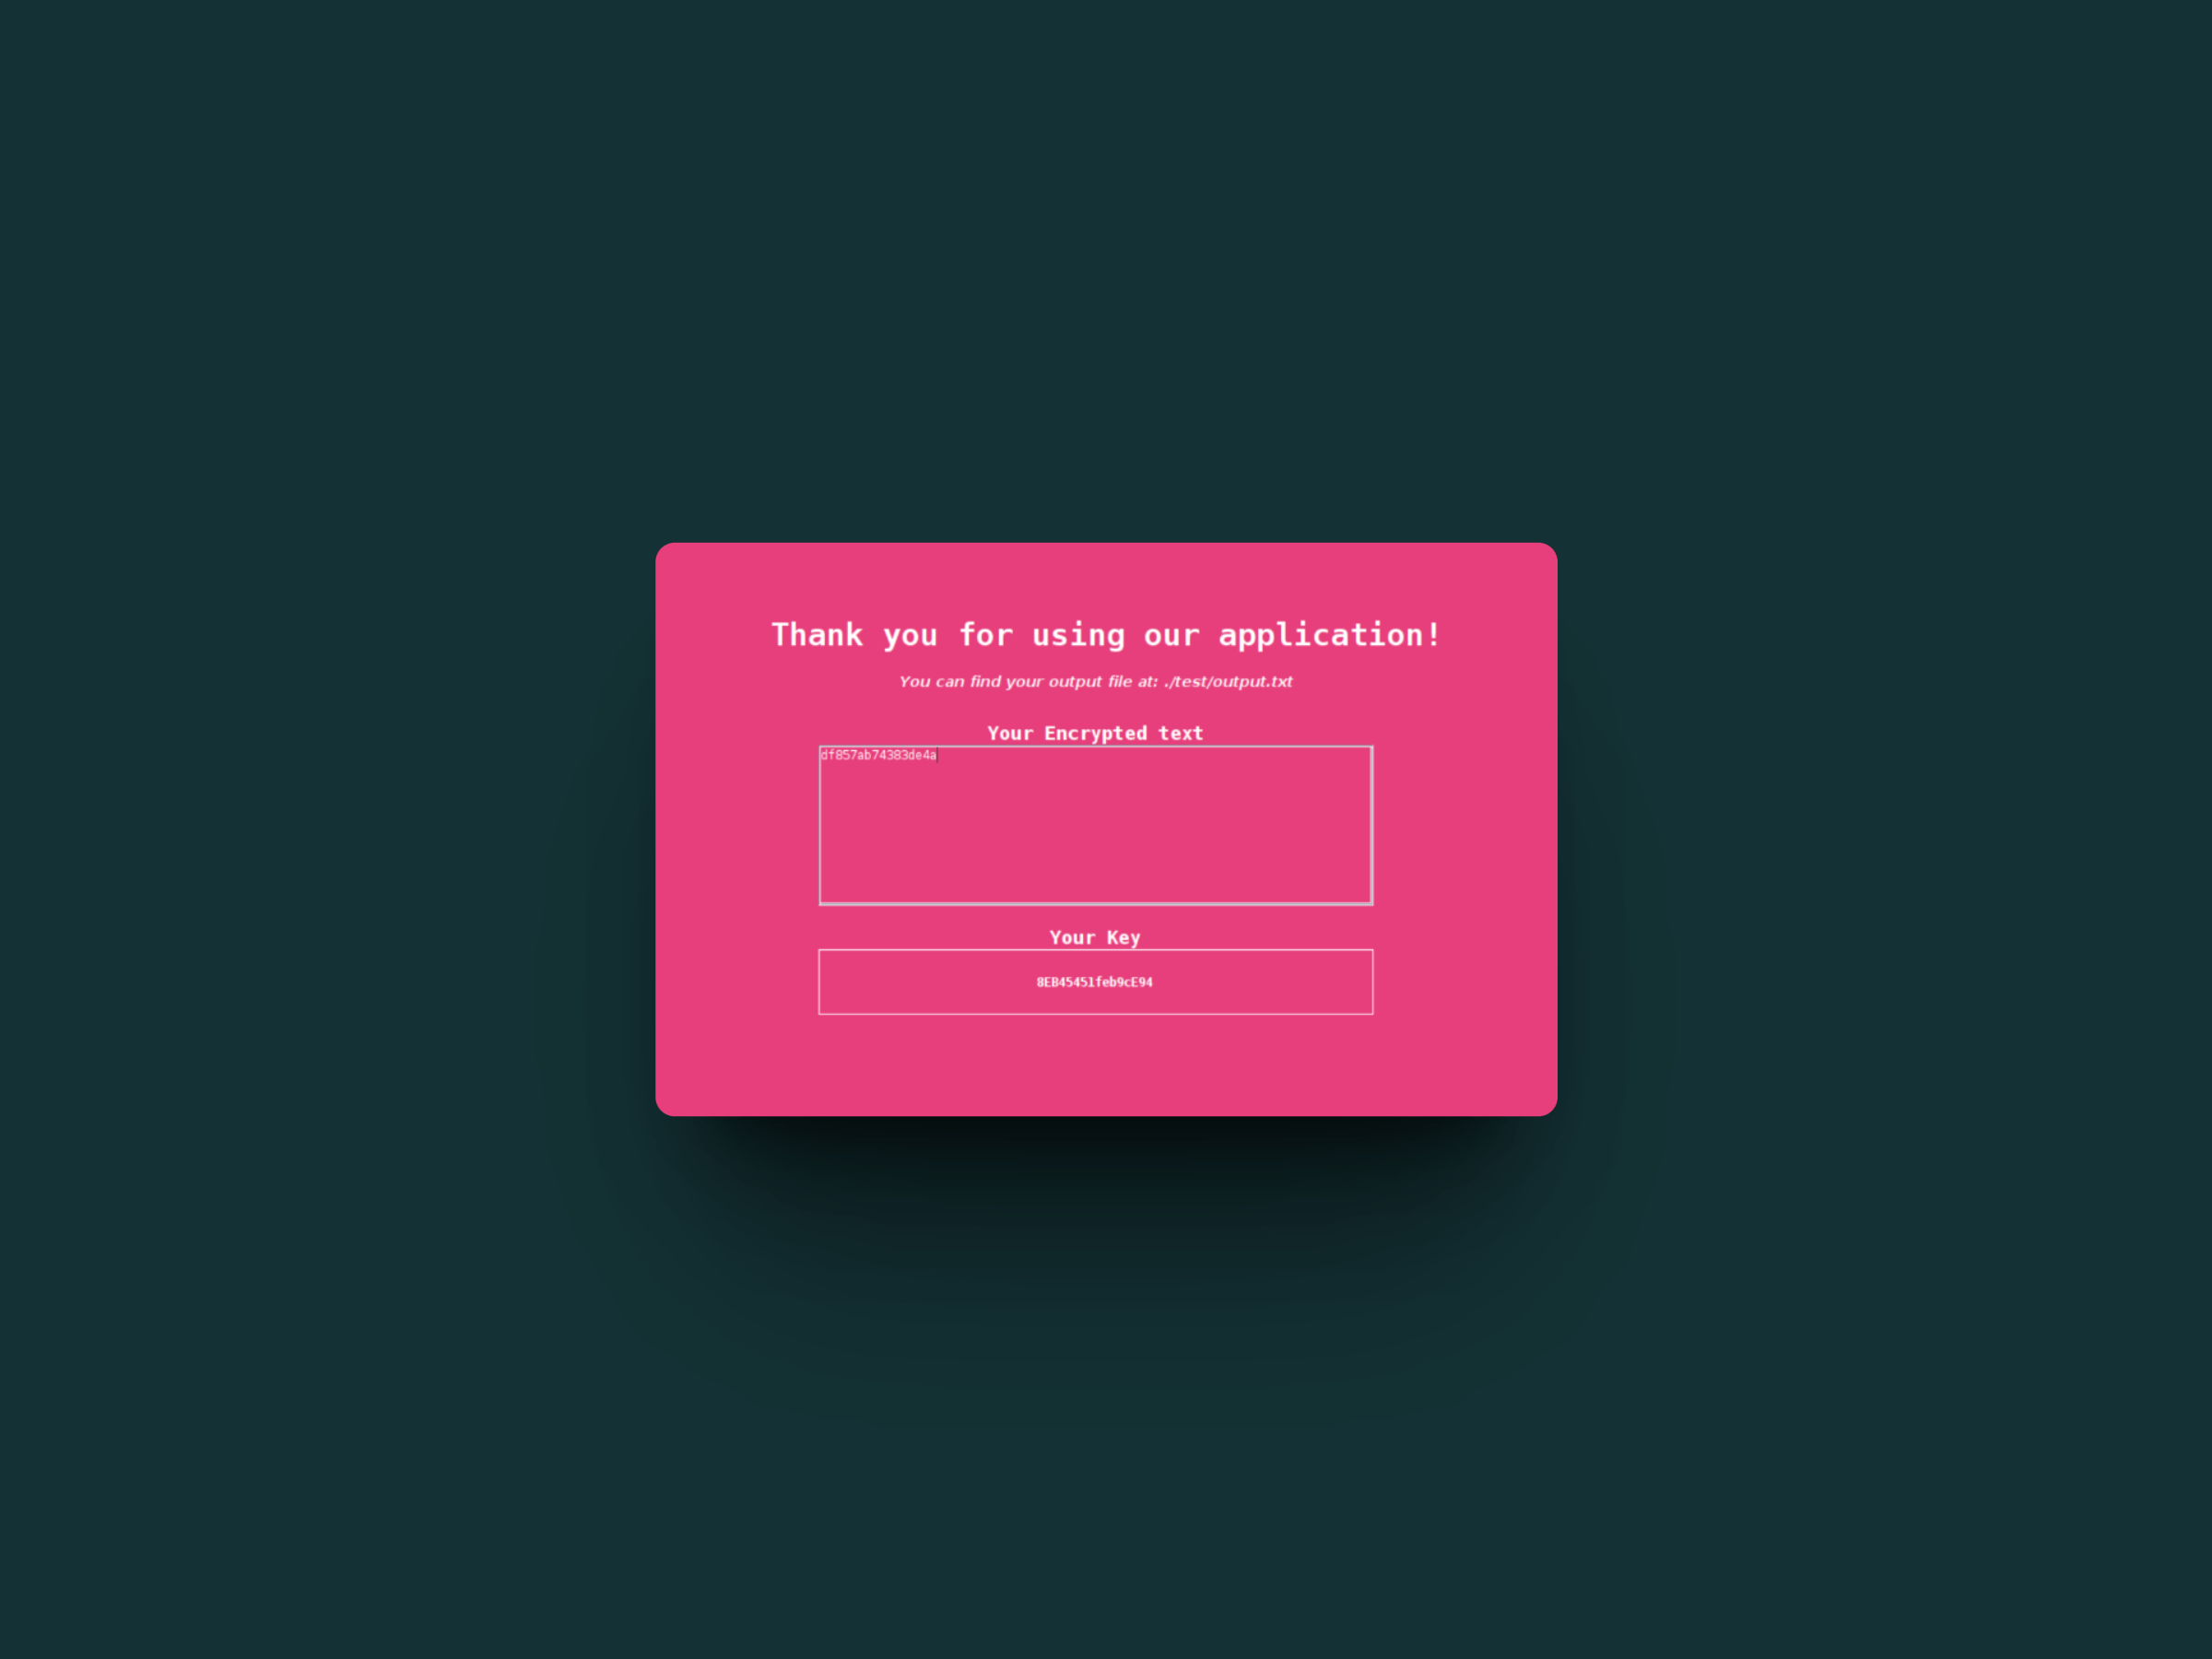 Thank you for using our application!
You can find your output file at: ./test/output.txt
Your Encrypted text
df857ab74383de4a
Your Key
8EB45451feb9cE94